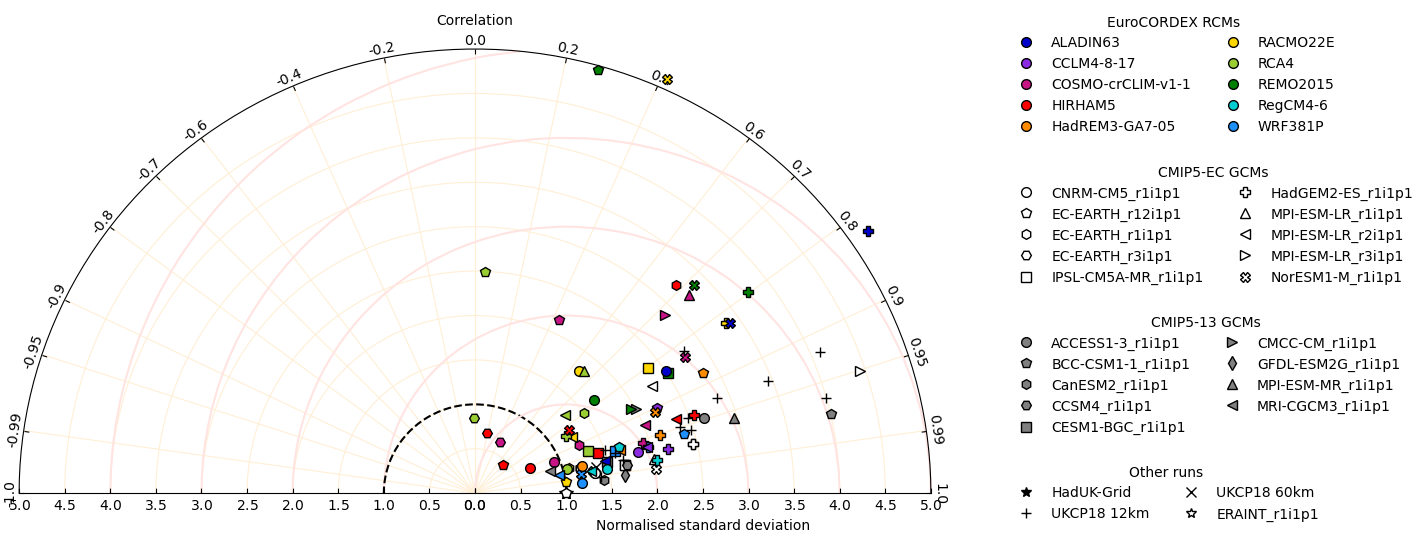 Correlation
0.0
-0.2
0.2
-0.4
-0.6
0.6
-0.7
0.7
-0.8
0.8
-0.9
0.9
-0.95
0.95
-0.99
0.99
-1.0
1.0
5.0 4.5 4.0 3.5 3.0 2.5 2.0 1.5 1.0 0.5 0.0 0.5 1.0 1.5 2.0 2.5 3.0 3.5 4.0 4.5 5.0
Normalised standard deviation
EuroCORDEX RCMs
ALADIN63
CCLM4-8-17
COSMO-crCLIM-v1-1
HIRHAM5
HadREM3-GA7-05
RACMO22E
RCA4
REMO2015
RegCM4-6
WRF381P
CMIP5-EC GCMs
CNRM-CM5_r1i1p1
EC-EARTH_r12i1p1
EC-EARTH_r1i1p1
EC-EARTH_r3i1p1
IPSL-CM5A-MR_r1i1p1
HadGEM2-ES_r1i1p1
MPI-ESM-LR_r1i1p1
MPI-ESM-LR_r2i1p1
MPI-ESM-LR_r3i1p1
NorESM1-M_r1i1p1
CMIP5-13 GCMs
ACCESS1-3_r1i1p1
BCC-CSM1-1_r1i1p1
CanESM2_r1i1p1
CCSM4_r1i1p1
CESM1-BGC_r1i1p1
CMCC-CM_r1i1p1
GFDL-ESM2G_r1i1p1
MPI-ESM-MR_r1i1p1
MRI-CGCM3_r1i1p1
Other runs
HadUK-Grid
UKCP18 12km
UKCP18 60km
ERAINT_r1i1p1